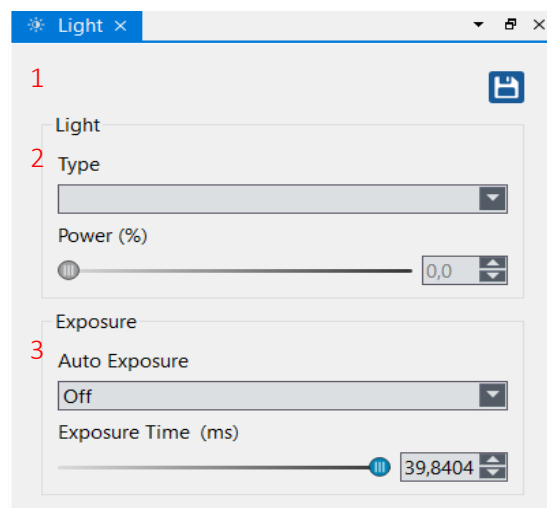 Light
1
Light
2
Type
Power (%)
0,0
Exposure
3
Auto Exposure
Off
Exposure Time (ms)
39,8404